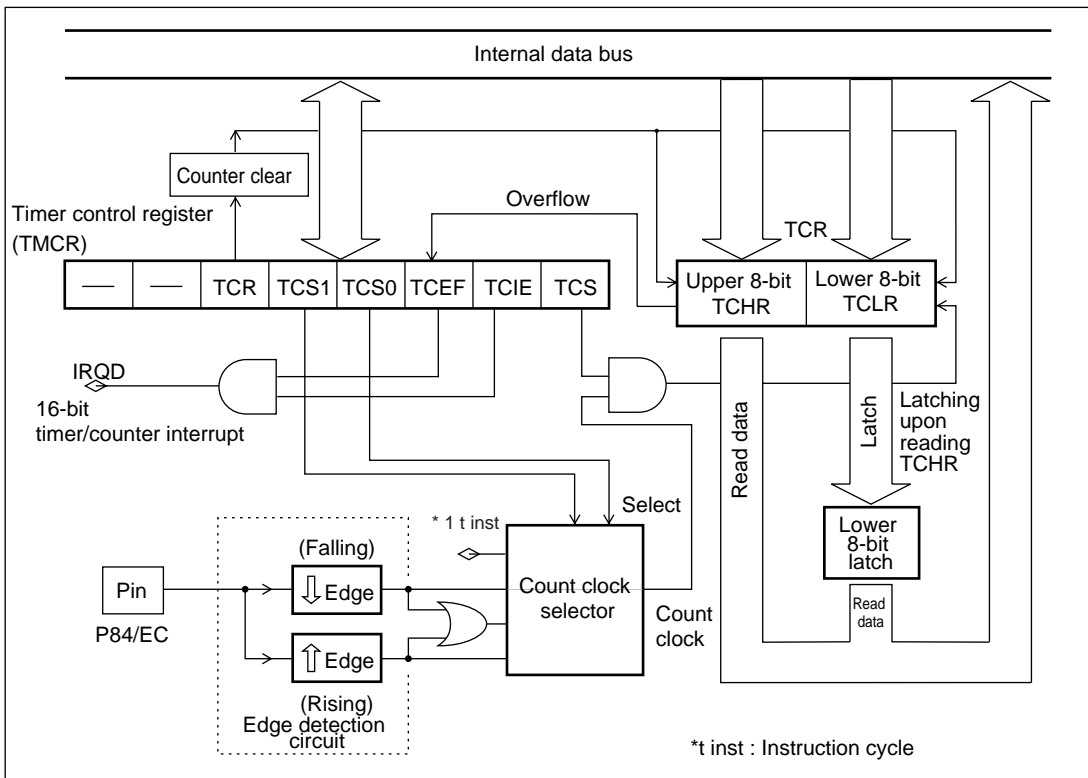 Internal data bus
Counter clear
Timer control register
(TMCR)
Overflow
TCR
TCR
TCS1
TCS0
TCEF
TCIE
TCS
Upper 8-bit
TCHR
Lower 8-bit
TCLR
IRQD
16-bit
timer/counter interrupt
Read data
Latch
Latching
upon
reading
TCHR
Select
* 1 t inst
(Falling)
Edge
Count clock
selector
Lower
8-bit
latch
Pin
P84/EC
Edge
(Rising)
Edge detection
circuit
Count
clock
Read
data
*t inst : Instruction cycle